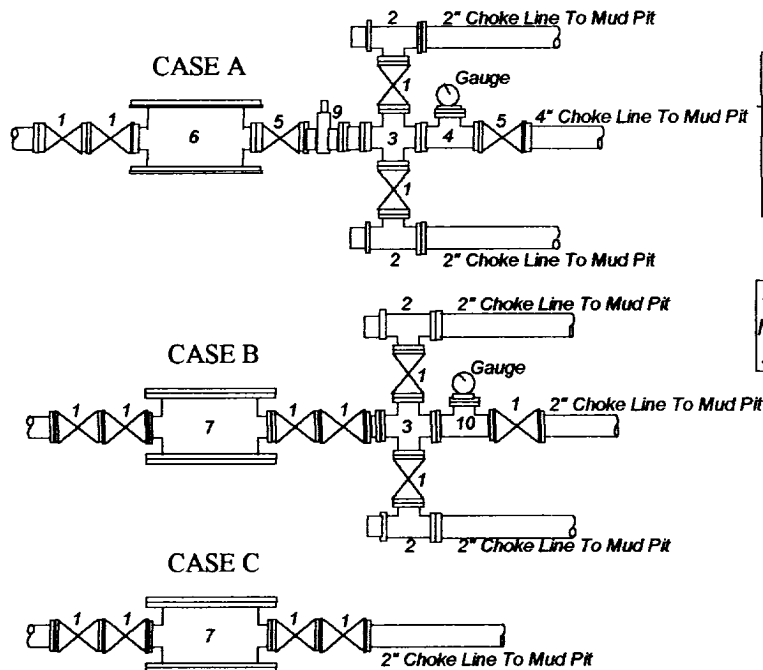 2 2" Choke Line To Mud Pit
CASE A
1 Gauge
1 1 6 5 9 3 4 5 4" Choke Line To Mud Pit
1
2 2" Choke Line To Mud Pit
2 2" Choke Line To Mud Pit
CASE B
1 Gauge
1 1 7 1 1 3 10 1 2" Choke Line To Mud Pit
1
2 2" Choke Line To Mud Pit
CASE C
1 1 7 1 1
2" Choke Line To Mud Pit